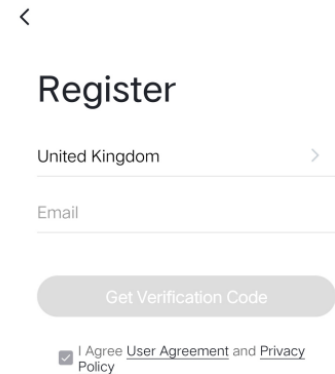 Register
United Kingdom
Email
Get Verification Code
I Agree User Agreement and Privacy
Policy